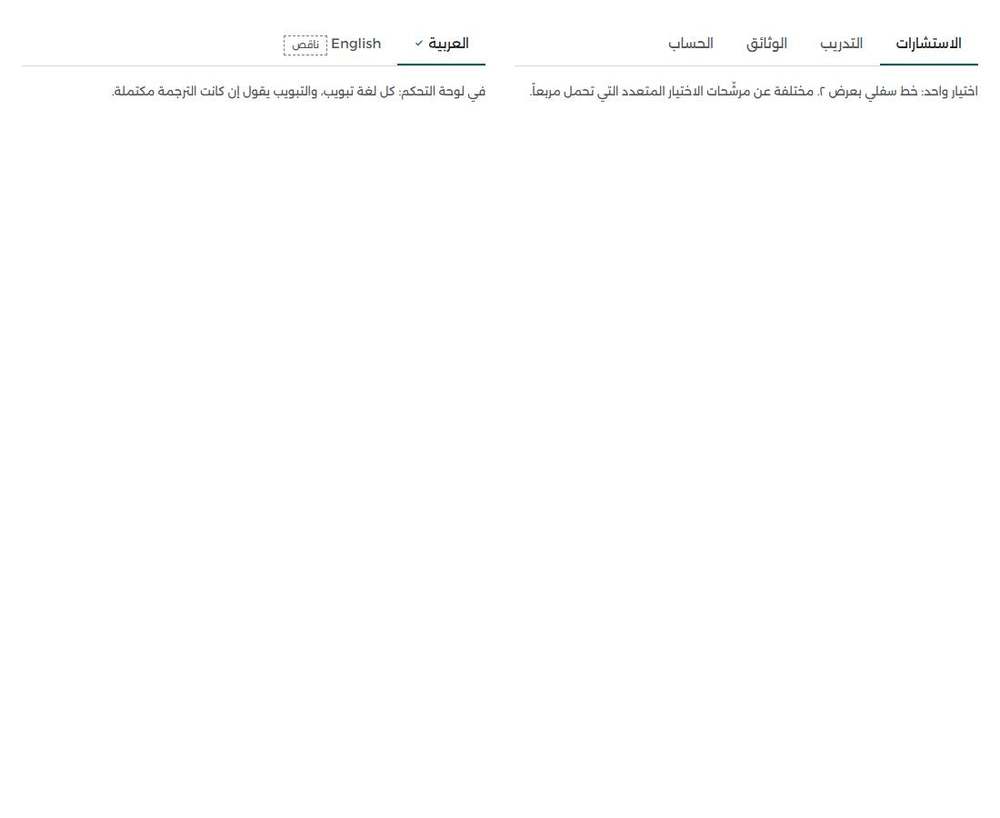 الاستشارات التدريب الوثائق الحساب
اختيار واحد: خط سفلي بعرض ٢. مختلفة عن مرشّحات الاختيار المتعدد التي تحمل مربعاً.
العربية ✓ English ناقص
في لوحة التحكم: كل لغة تبويب، والتبويب يقول إن كانت الترجمة مكتملة.